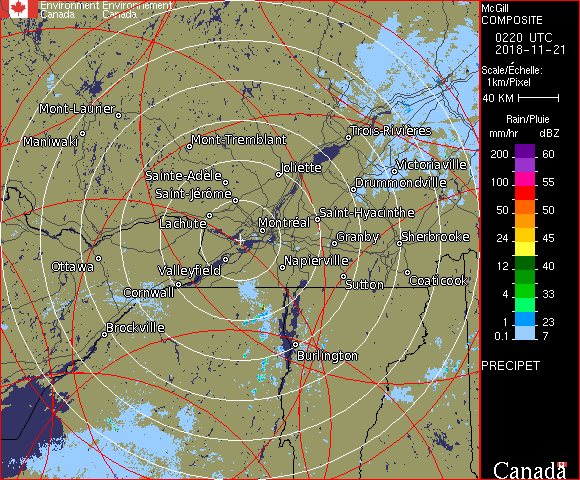 Environment Environnement
Canada Canada
McGill
COMPOSITE
0220 UTC
2018-11-21
Scale/Échelle:
1km/Pixel
40 KM
Rain/Pluie
mm/hr dBZ
200 60
100 55
50 50
24 45
12 40
4 33
1 23
0.1 7
PRECIPET
Canada
Mont-Laurier
Maniwaki
Mont-Tremblant
Trois-Rivières
Sainte-Adèle
Joliette
Victoriaville
Saint-Jérôme
Drummondville
Lachute
Montréal
Saint-Hyacinthe
Granby
Sherbrooke
Ottawa
Valleyfield
Napierville
Cornwall
Sutton
Coaticook
Brockville
Burlington